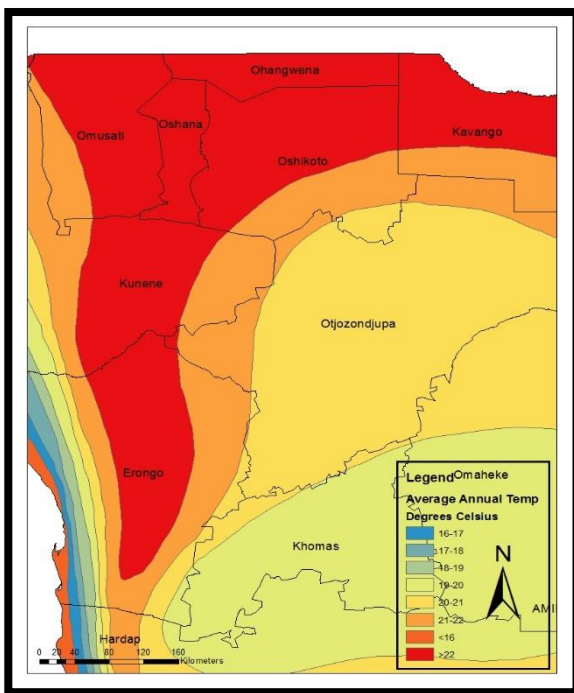 Ohangwena
Oshana
Omusati
Kavango
Oshikoto
Kunene
Otjozondjupa
Erongo
Khomas
Hardap
Legend Omaheke
Average Annual Temp
Degrees Celsius
16-17
17-18
18-19
19-20
20-21
21-22
<16
>22
N
AMI
0 20 40 80 120 160
Kilometers